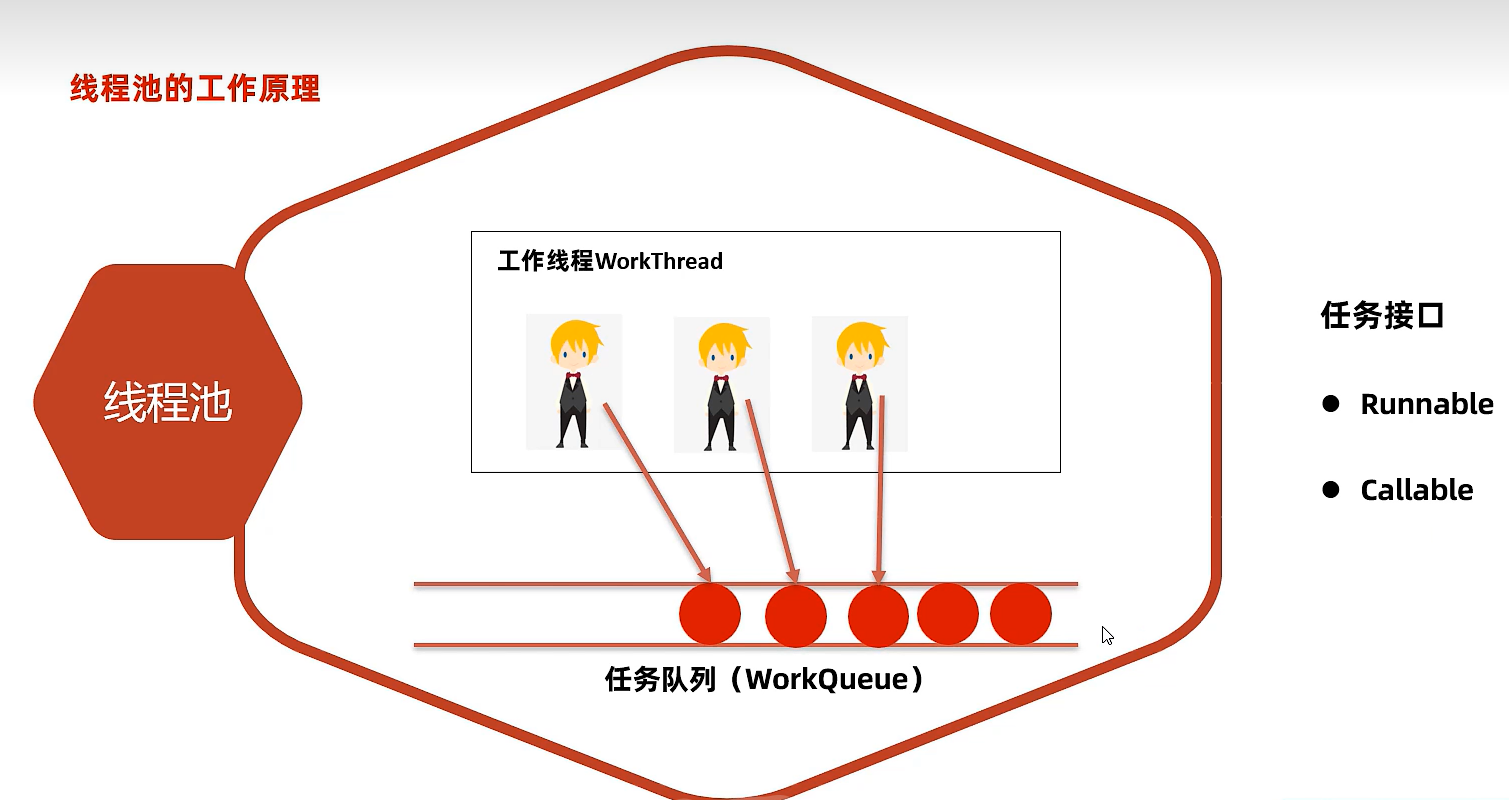 线程池的工作原理
工作线程WorkThread
线程池
任务队列（WorkQueue）
任务接口
● Runnable
● Callable